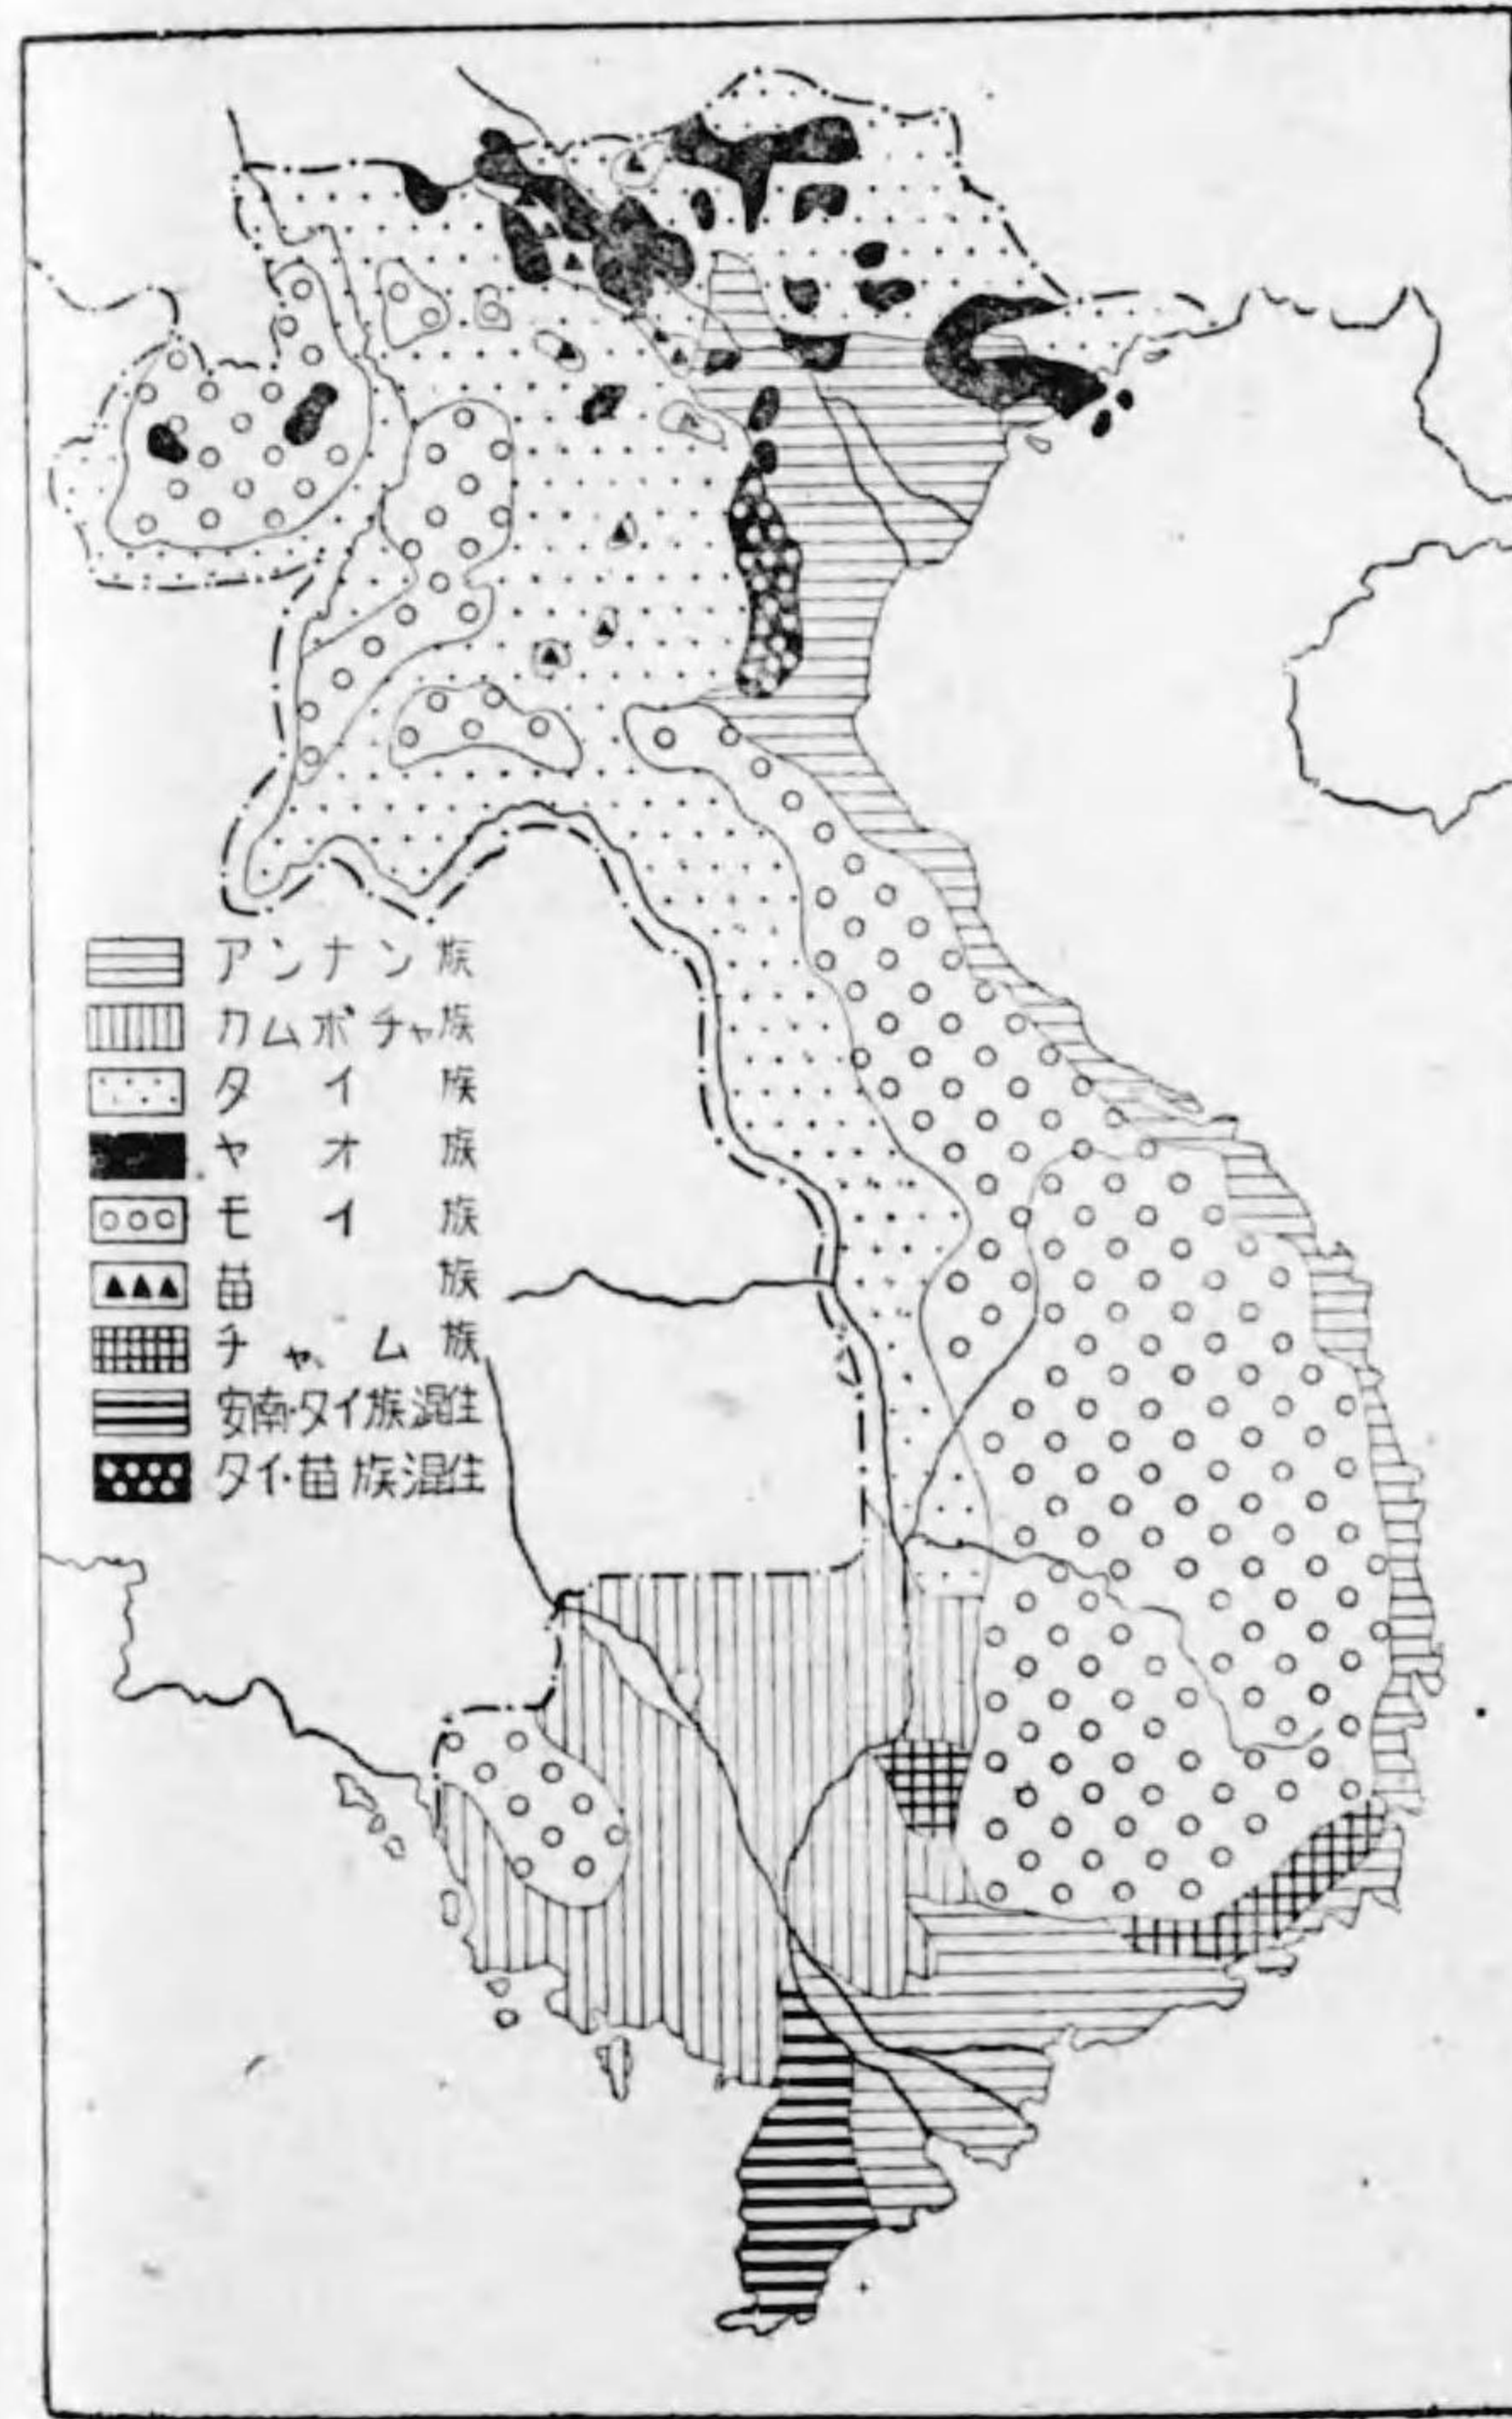 アンナン族
カムボチャ族
タイ族
ヤオ族
モイ族
苗族
チャム族
安南・タイ族混住
タイ・苗族混住